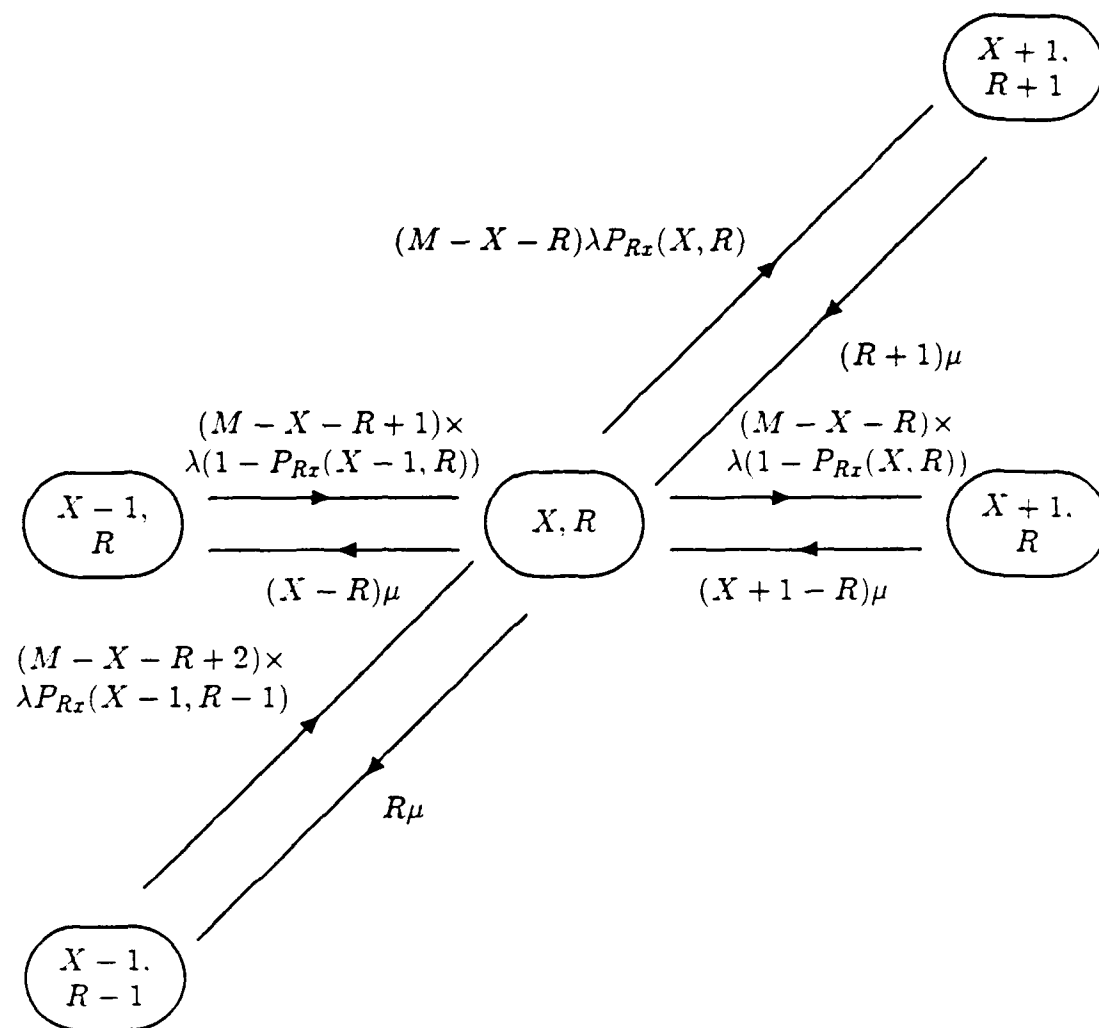 X + 1.
R + 1
(M − X − R)λP_{Rx}(X, R)
(R + 1)μ
(M − X − R + 1)×
λ(1 − P_{Rx}(X − 1, R))
(M − X − R)×
λ(1 − P_{Rx}(X, R))
X − 1,
R
X, R
X + 1.
R
(X − R)μ
(X + 1 − R)μ
(M − X − R + 2)×
λP_{Rx}(X − 1, R − 1)
Rμ
X − 1.
R − 1